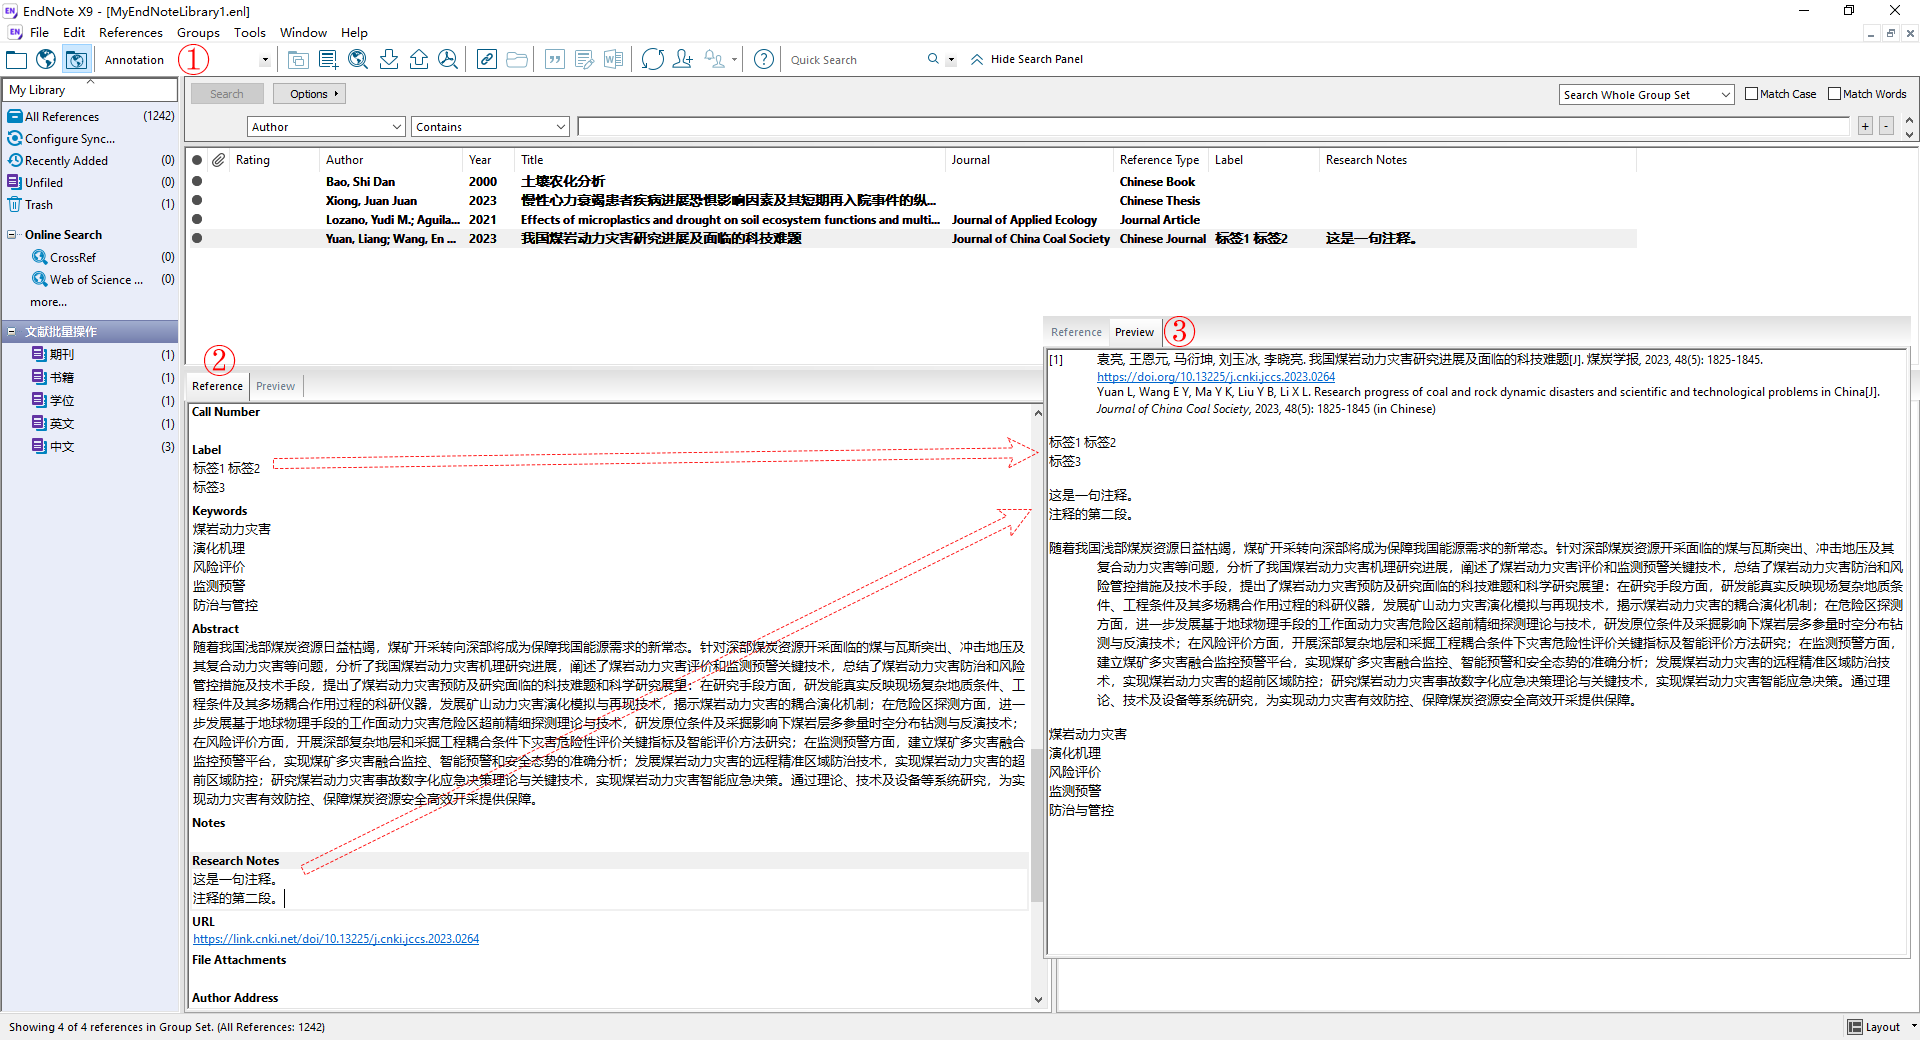 EndNote X9 - [MyEndNoteLibrary1.enl]
File Edit References Groups Tools Window Help
Annotation ① Quick Search Hide Search Panel
My Library
All References (1242)
Configure Sync...
Recently Added (0)
Unfiled (0)
Trash (1)
Online Search
CrossRef (0)
Web of Science ... (0)
more...
文献批量操作
期刊 (1)
书籍 (1)
学位 (1)
英文 (1)
中文 (3)
Search Options Search Whole Group Set Match Case Match Words
Author Contains + -
Rating Author Year Title Journal Reference Type Label Research Notes
Bao, Shi Dan 2000 土壤农化分析 Chinese Book
Xiong, Juan Juan 2023 慢性心力衰竭患者疾病进展恐惧影响因素及其短期再入院事件的纵... Chinese Thesis
Lozano, Yudi M.; Aguila... 2021 Effects of microplastics and drought on soil ecosystem functions and multi... Journal of Applied Ecology Journal Article
Yuan, Liang; Wang, En ... 2023 我国煤岩动力灾害研究进展及面临的科技难题 Journal of China Coal Society Chinese Journal 标签1 标签2 这是一句注释。
②
Reference Preview
Call Number
Label
标签1 标签2
标签3
Keywords
煤岩动力灾害
演化机理
风险评价
监测预警
防治与管控
Abstract
随着我国浅部煤炭资源日益枯竭，煤矿开采转向深部将成为保障我国能源需求的新常态。针对深部煤炭资源开采面临的煤与瓦斯突出、冲击地压及
其复合动力灾害等问题，分析了我国煤岩动力灾害机理研究进展，阐述了煤岩动力灾害评价和监测预警关键技术，总结了煤岩动力灾害防治和风险
管控措施及技术手段，提出了煤岩动力灾害预防及研究面临的科技难题和科学研究展望：在研究手段方面，研发能真实反映现场复杂地质条件、工
程条件及其多场耦合作用过程的科研仪器，发展矿山动力灾害演化模拟与再现技术，揭示煤岩动力灾害的耦合演化机制；在危险区探测方面，进一
步发展基于地球物理手段的工作面动力灾害危险区超前精细探测理论与技术，研发原位条件及采掘影响下煤岩层多参量时空分布钻测与反演技术；
在风险评价方面，开展深部复杂地层和采掘工程耦合条件下灾害危险性评价关键指标及智能评价方法研究；在监测预警方面，建立煤矿多灾害融合
监控预警平台，实现煤矿多灾害融合监控、智能预警和安全态势的准确分析；发展煤岩动力灾害的远程精准区域防治技术，实现煤岩动力灾害的超
前区域防控；研究煤岩动力灾害事故数字化应急决策理论与关键技术，实现煤岩动力灾害智能应急决策。通过理论、技术及设备等系统研究，为实
现动力灾害有效防控、保障煤炭资源安全高效开采提供保障。
Notes
Research Notes
这是一句注释。
注释的第二段。
URL
https://link.cnki.net/doi/10.13225/j.cnki.jccs.2023.0264
File Attachments
Author Address
Reference Preview ③
[1] 袁亮, 王恩元, 马衍坤, 刘玉冰, 李晓亮. 我国煤岩动力灾害研究进展及面临的科技难题[J]. 煤炭学报, 2023, 48(5): 1825-1845.
https://doi.org/10.13225/j.cnki.jccs.2023.0264
Yuan L, Wang E Y, Ma Y K, Liu Y B, Li X L. Research progress of coal and rock dynamic disasters and scientific and technological problems in China[J].
Journal of China Coal Society, 2023, 48(5): 1825-1845 (in Chinese)
标签1 标签2
标签3
这是一句注释。
注释的第二段。
随着我国浅部煤炭资源日益枯竭，煤矿开采转向深部将成为保障我国能源需求的新常态。针对深部煤炭资源开采面临的煤与瓦斯突出、冲击地压及其
复合动力灾害等问题，分析了我国煤岩动力灾害机理研究进展，阐述了煤岩动力灾害评价和监测预警关键技术，总结了煤岩动力灾害防治和风
险管控措施及技术手段，提出了煤岩动力灾害预防及研究面临的科技难题和科学研究展望：在研究手段方面，研发能真实反映现场复杂地质条
件、工程条件及其多场耦合作用过程的科研仪器，发展矿山动力灾害演化模拟与再现技术，揭示煤岩动力灾害的耦合演化机制；在危险区探测
方面，进一步发展基于地球物理手段的工作面动力灾害危险区超前精细探测理论与技术，研发原位条件及采掘影响下煤岩层多参量时空分布钻
测与反演技术；在风险评价方面，开展深部复杂地层和采掘工程耦合条件下灾害危险性评价关键指标及智能评价方法研究；在监测预警方面，
建立煤矿多灾害融合监控预警平台，实现煤矿多灾害融合监控、智能预警和安全态势的准确分析；发展煤岩动力灾害的远程精准区域防治技
术，实现煤岩动力灾害的超前区域防控；研究煤岩动力灾害事故数字化应急决策理论与关键技术，实现煤岩动力灾害智能应急决策。通过理
论、技术及设备等系统研究，为实现动力灾害有效防控、保障煤炭资源安全高效开采提供保障。
煤岩动力灾害
演化机理
风险评价
监测预警
防治与管控
Showing 4 of 4 references in Group Set. (All References: 1242) Layout